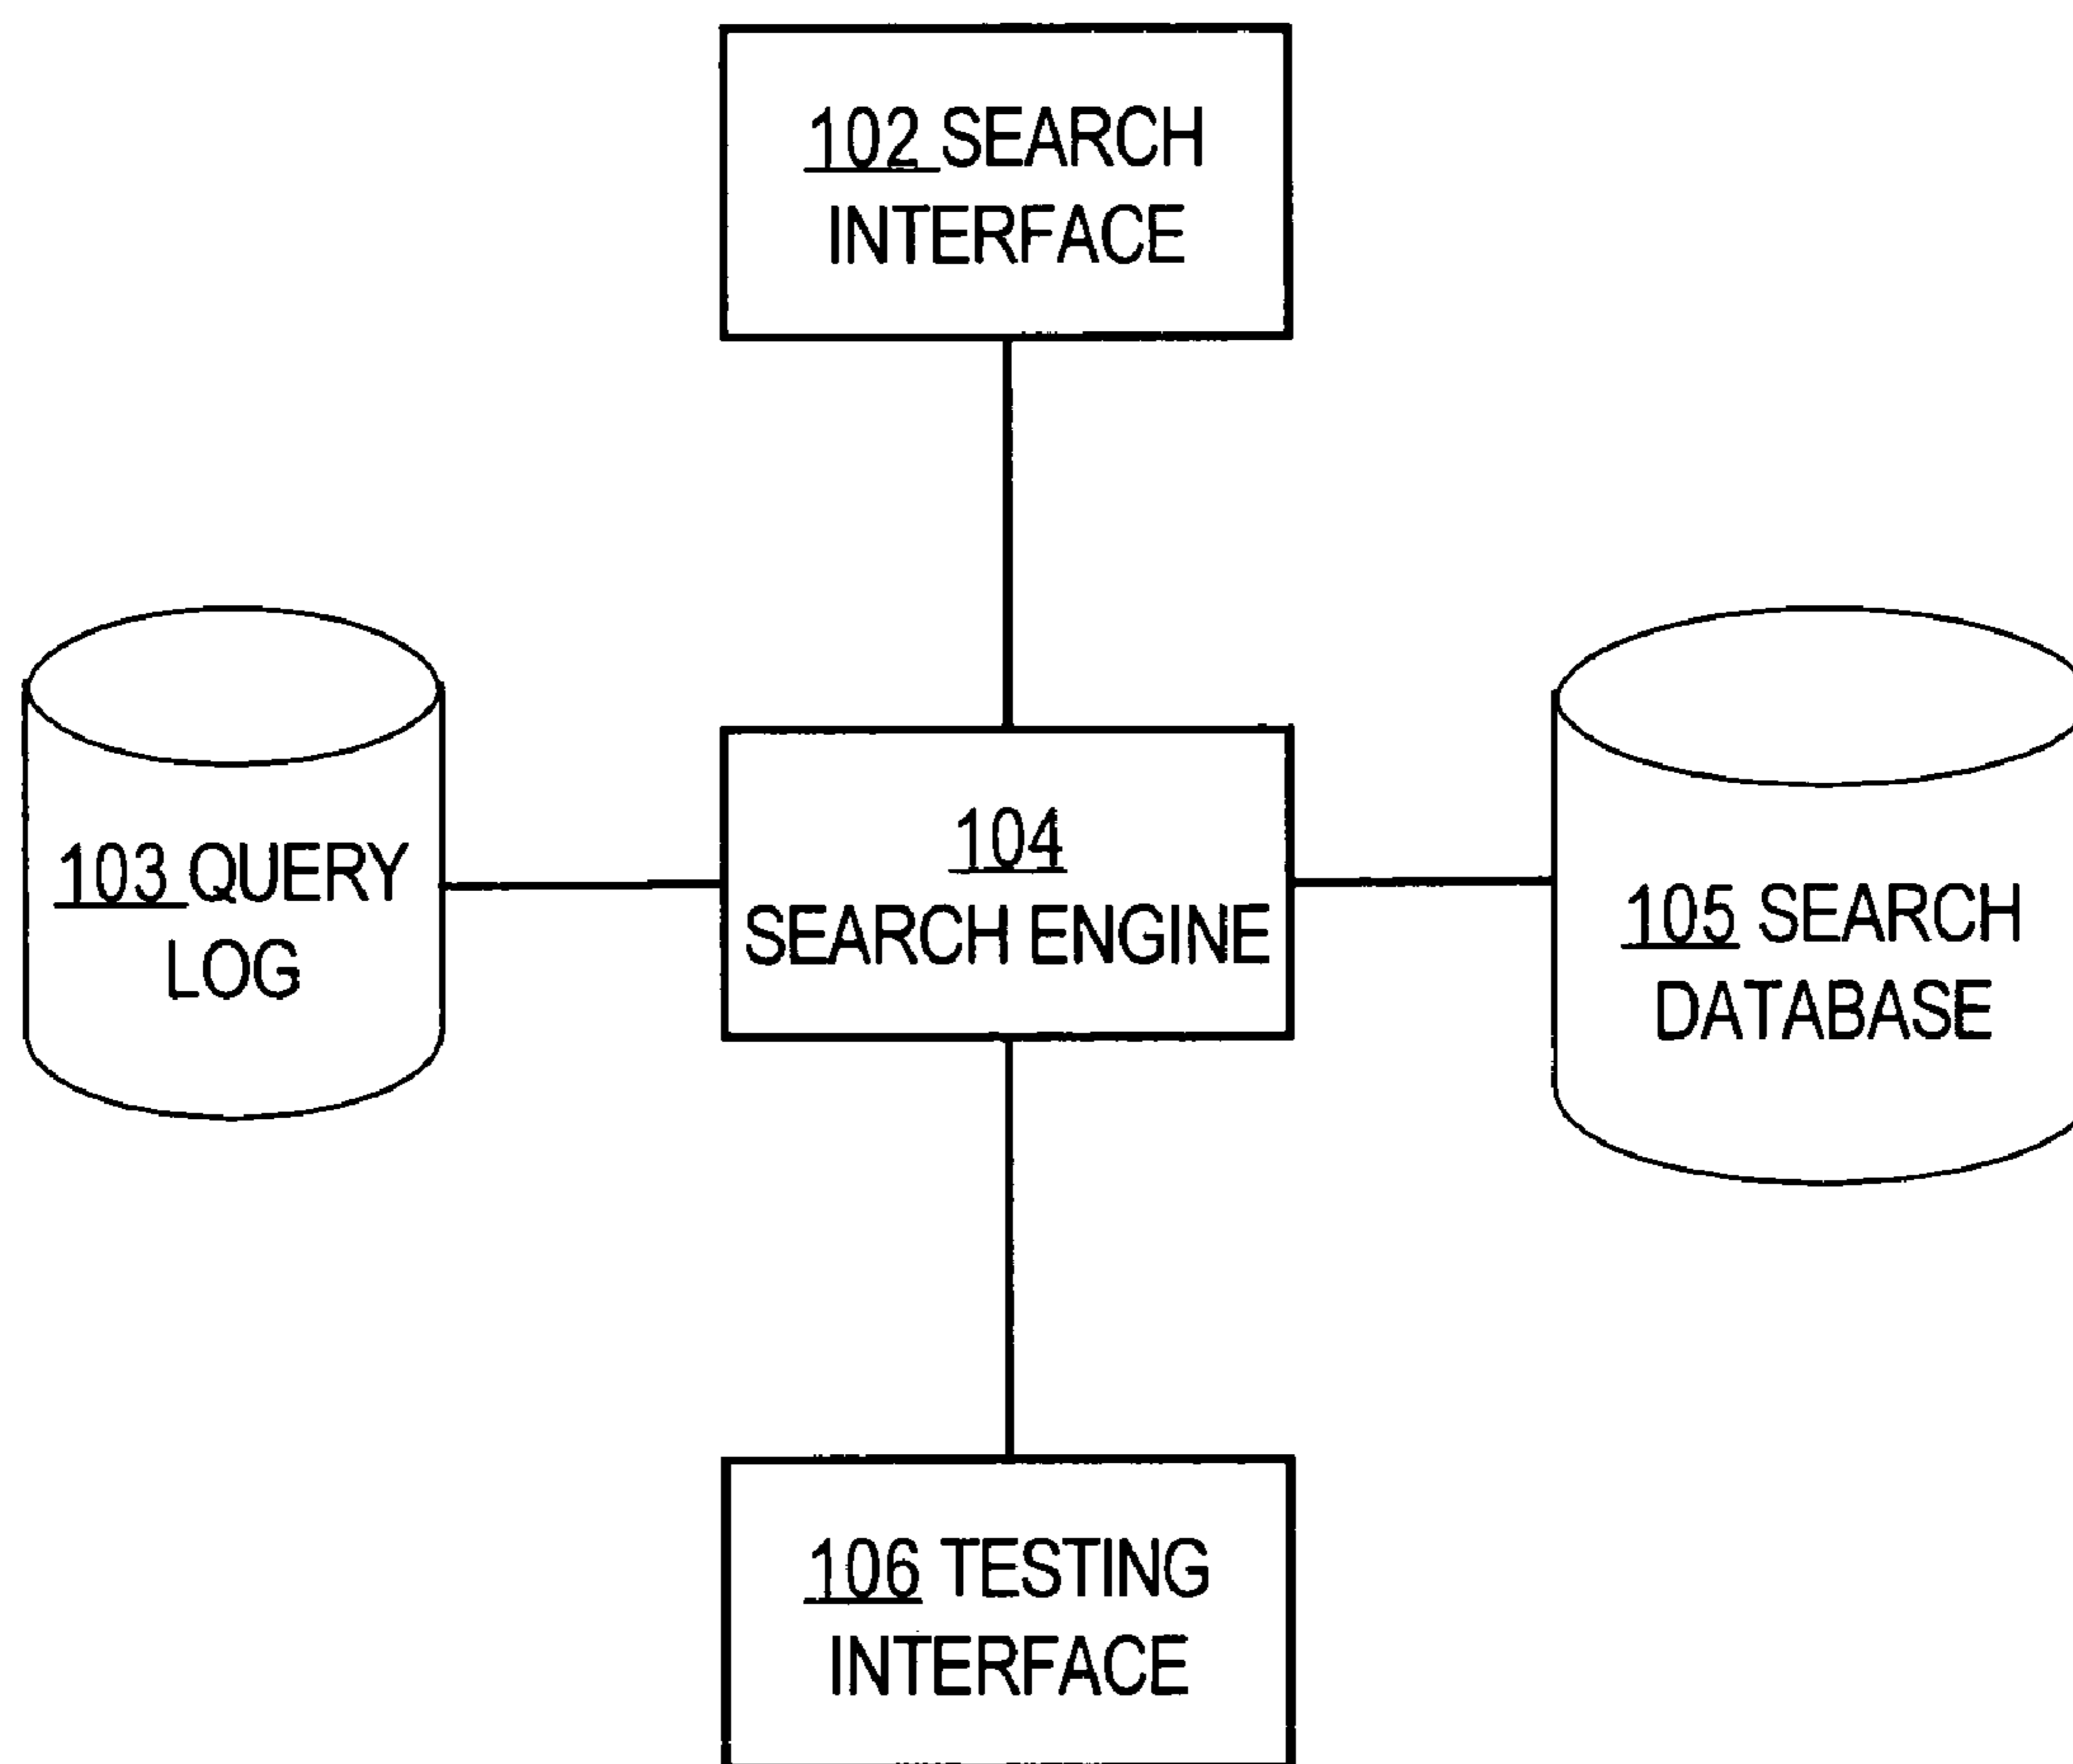 102 SEARCH
INTERFACE
103 QUERY
LOG
104
SEARCH ENGINE
105 SEARCH
DATABASE
106 TESTING
INTERFACE